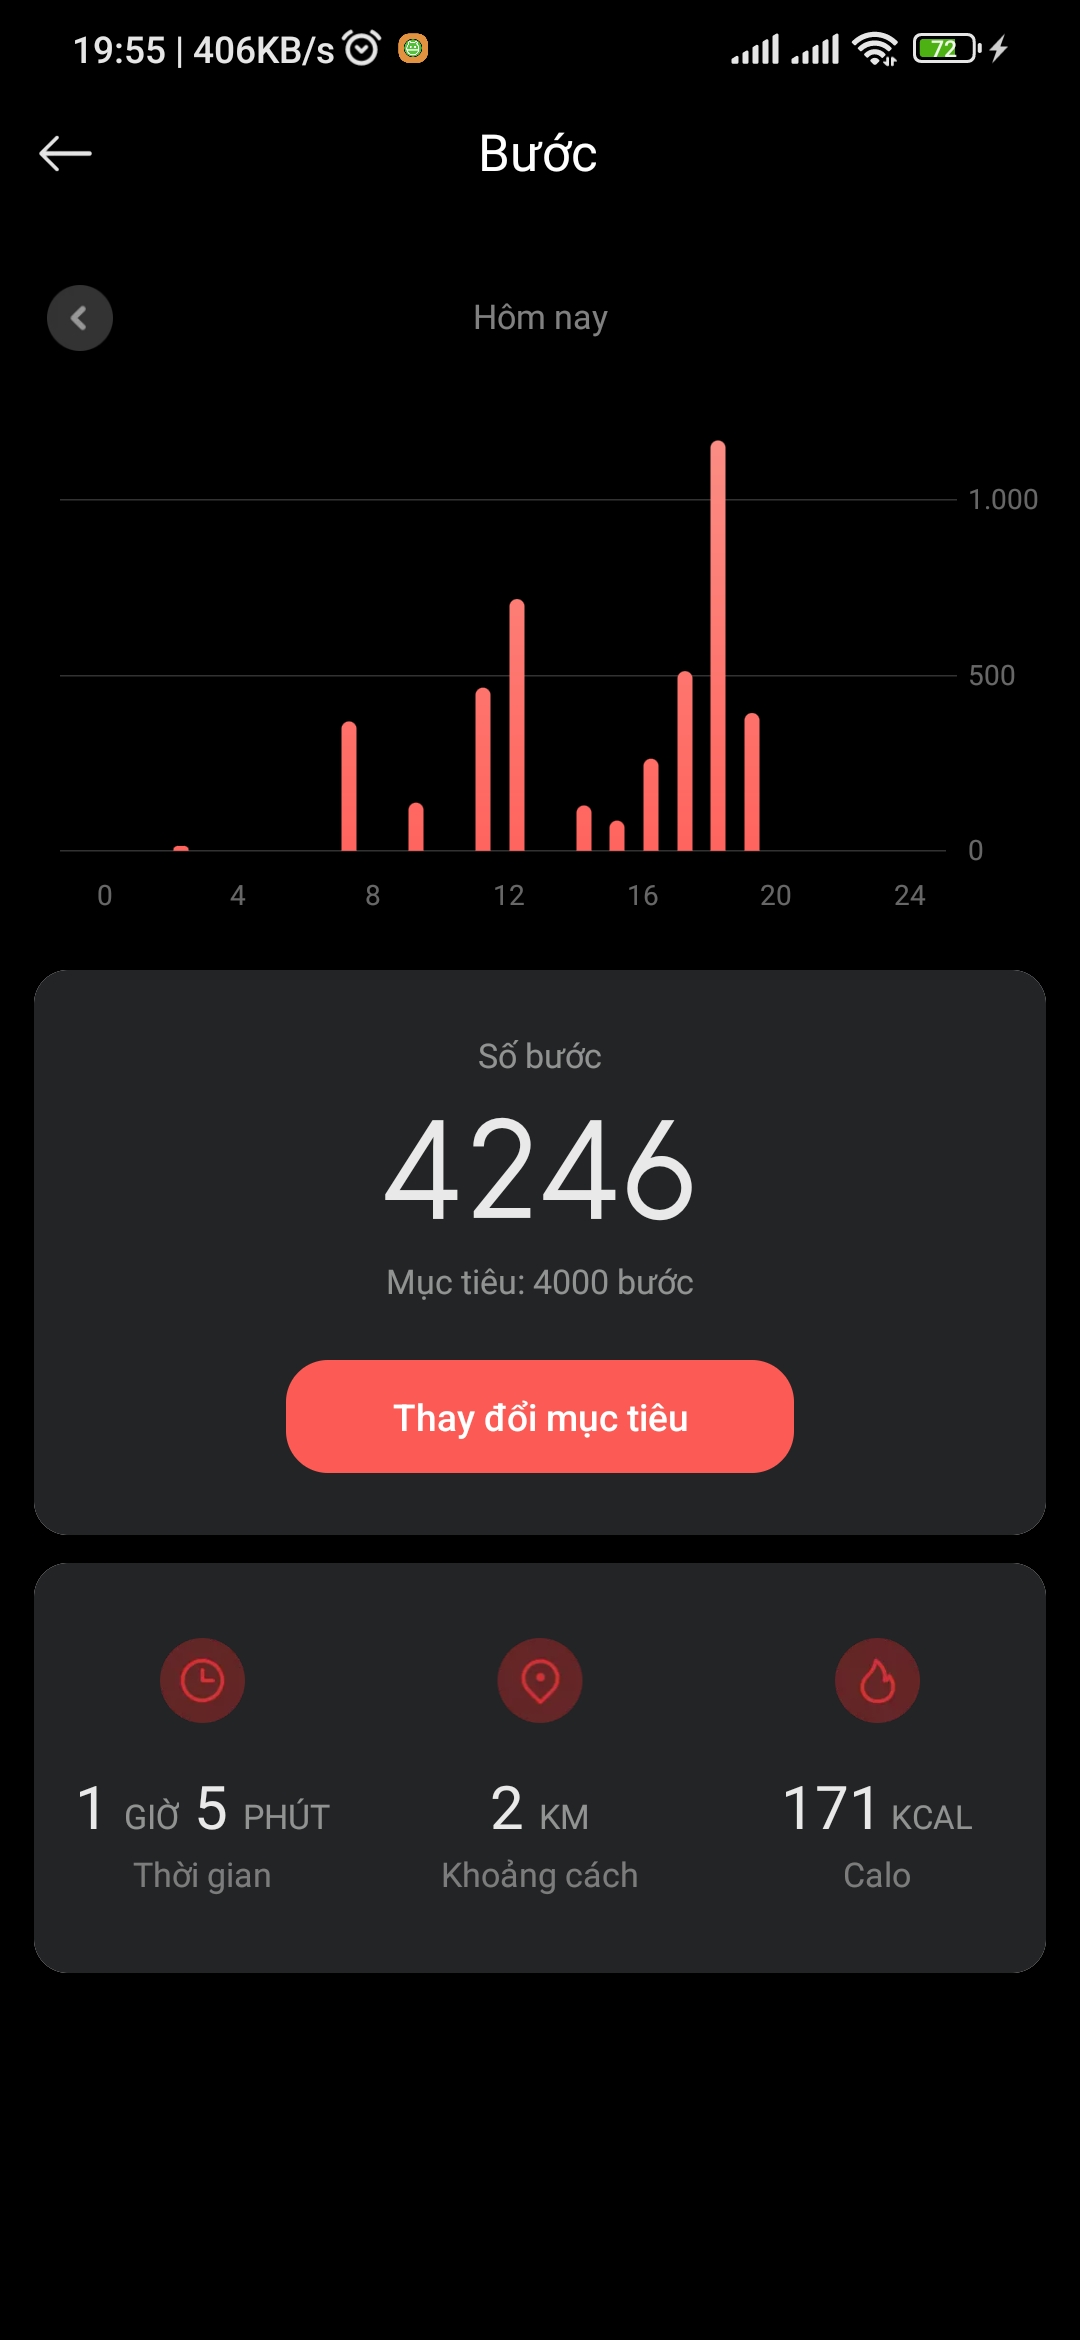 19:55 | 406KB/s 72
Bước
Hôm nay
1.000
500
0
0 4 8 12 16 20 24
Số bước
4246
Mục tiêu: 4000 bước
Thay đổi mục tiêu
1 GIỜ 5 PHÚT 2 KM 171 KCAL
Thời gian Khoảng cách Calo